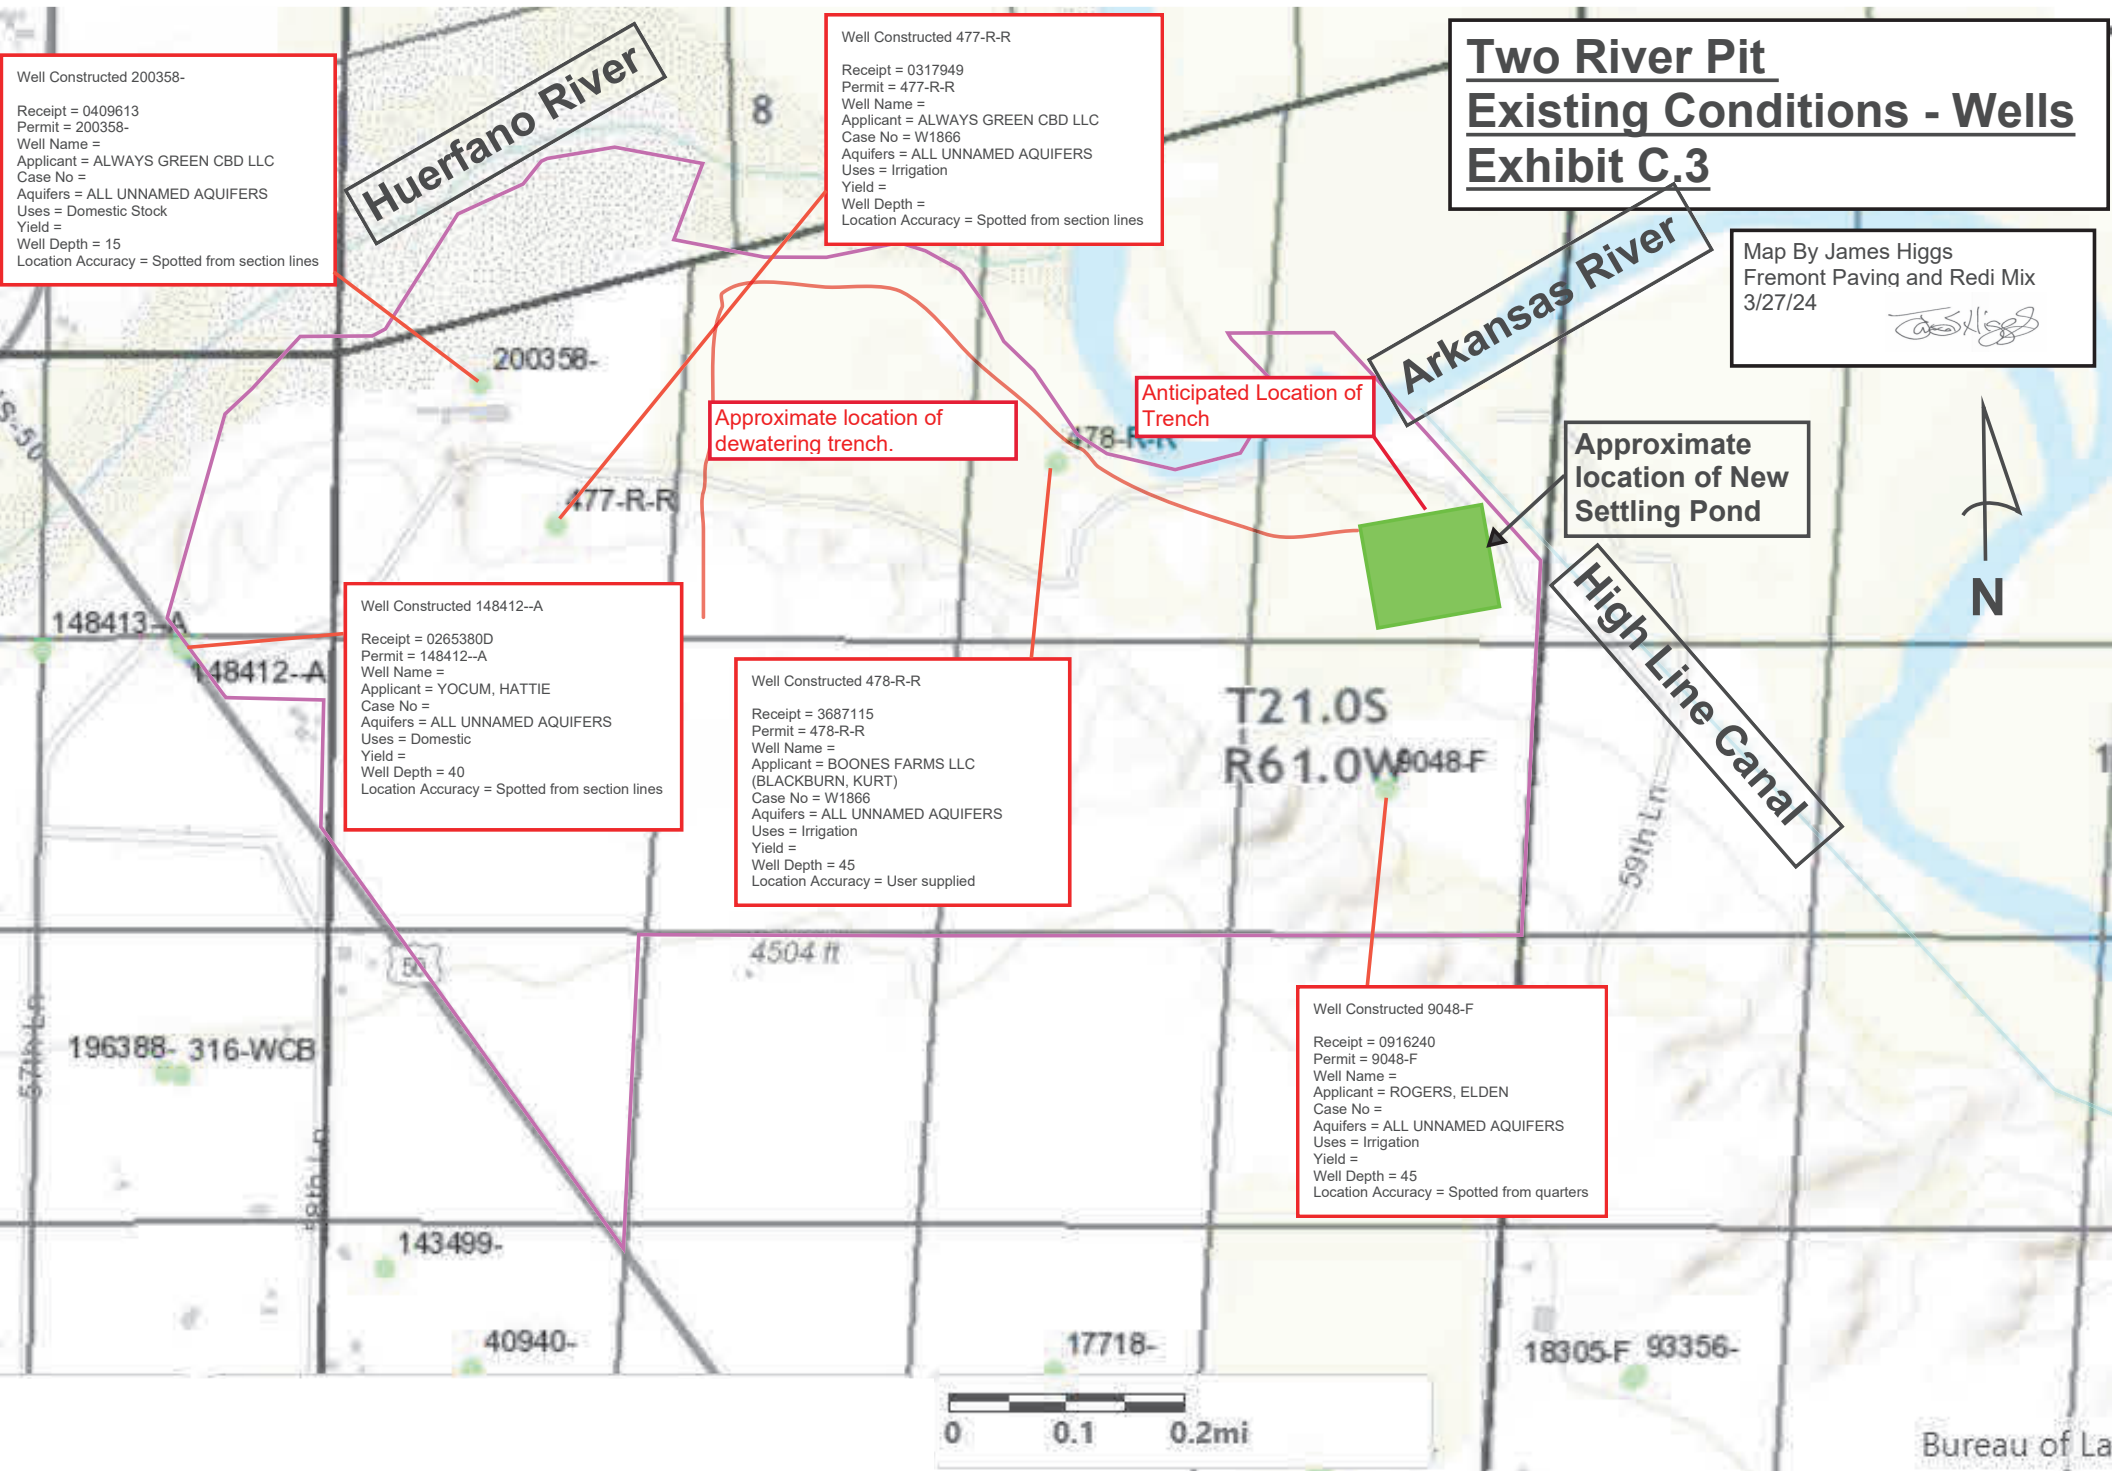 Two River Pit
Existing Conditions - Wells
Exhibit C.3
Map By James Higgs
Fremont Paving and Redi Mix
3/27/24
Well Constructed 200358-
Receipt = 0409613
Permit = 200358-
Well Name =
Applicant = ALWAYS GREEN CBD LLC
Case No =
Aquifers = ALL UNNAMED AQUIFERS
Uses = Domestic Stock
Yield =
Well Depth = 15
Location Accuracy = Spotted from section lines
Huerfano River
8
Well Constructed 477-R-R
Receipt = 0317949
Permit = 477-R-R
Well Name =
Applicant = ALWAYS GREEN CBD LLC
Case No = W1866
Aquifers = ALL UNNAMED AQUIFERS
Uses = Irrigation
Yield =
Well Depth =
Location Accuracy = Spotted from section lines
Arkansas River
200358-
Approximate location of
dewatering trench.
Anticipated Location of
Trench
478-R-R
477-R-R
Approximate
location of New
Settling Pond
N
High Line Canal
148413--A
148412--A
Well Constructed 148412--A
Receipt = 0265380D
Permit = 148412--A
Well Name =
Applicant = YOCUM, HATTIE
Case No =
Aquifers = ALL UNNAMED AQUIFERS
Uses = Domestic
Yield =
Well Depth = 40
Location Accuracy = Spotted from section lines
Well Constructed 478-R-R
Receipt = 3687115
Permit = 478-R-R
Well Name =
Applicant = BOONES FARMS LLC
(BLACKBURN, KURT)
Case No = W1866
Aquifers = ALL UNNAMED AQUIFERS
Uses = Irrigation
Yield =
Well Depth = 45
Location Accuracy = User supplied
T21.0S
R61.0W
9048-F
59th Ln
4504 ft
50
57th Ln
196388- 316-WCB
58th Ln
Well Constructed 9048-F
Receipt = 0916240
Permit = 9048-F
Well Name =
Applicant = ROGERS, ELDEN
Case No =
Aquifers = ALL UNNAMED AQUIFERS
Uses = Irrigation
Yield =
Well Depth = 45
Location Accuracy = Spotted from quarters
143499-
40940-
17718-
18305-F 93356-
0 0.1 0.2mi
Bureau of La